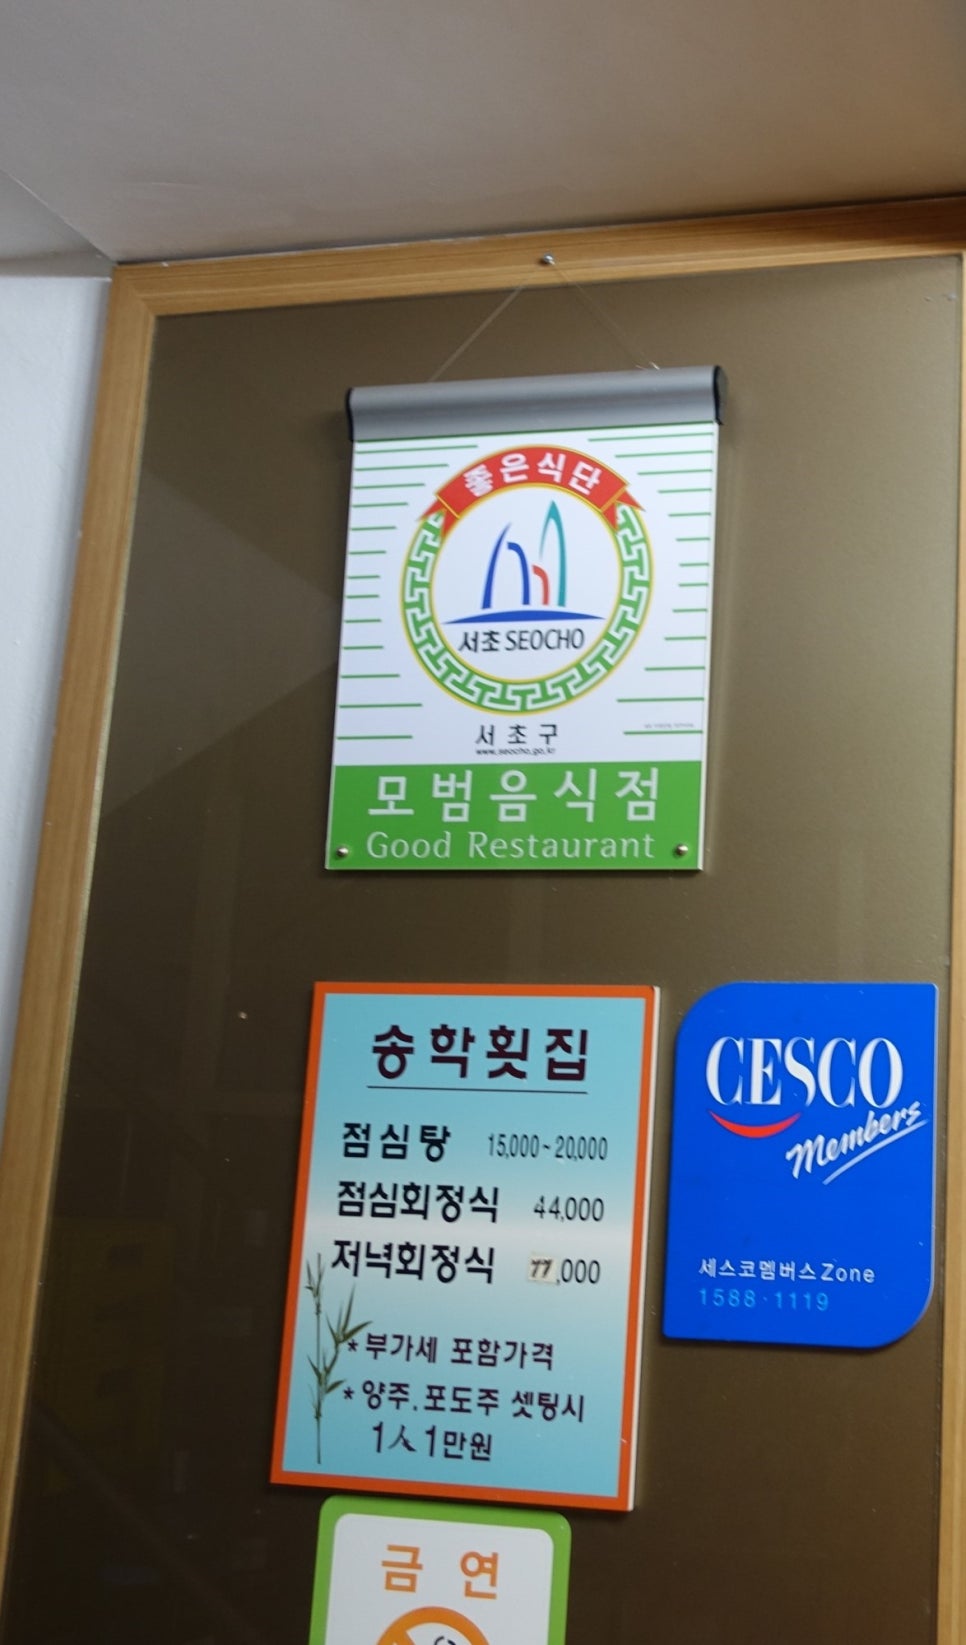 좋은식단
서초 SEOCHO
서초구
www.seocho.go.kr
모범음식점
Good Restaurant
송학횟집
점심탕 15,000~20,000
점심회정식 44,000
저녁회정식 77,000
*부가세 포함가격
*양주.포도주 셋팅시
1人 1만원
CESCO
Members
세스코멤버스Zone
1588·1119
금연